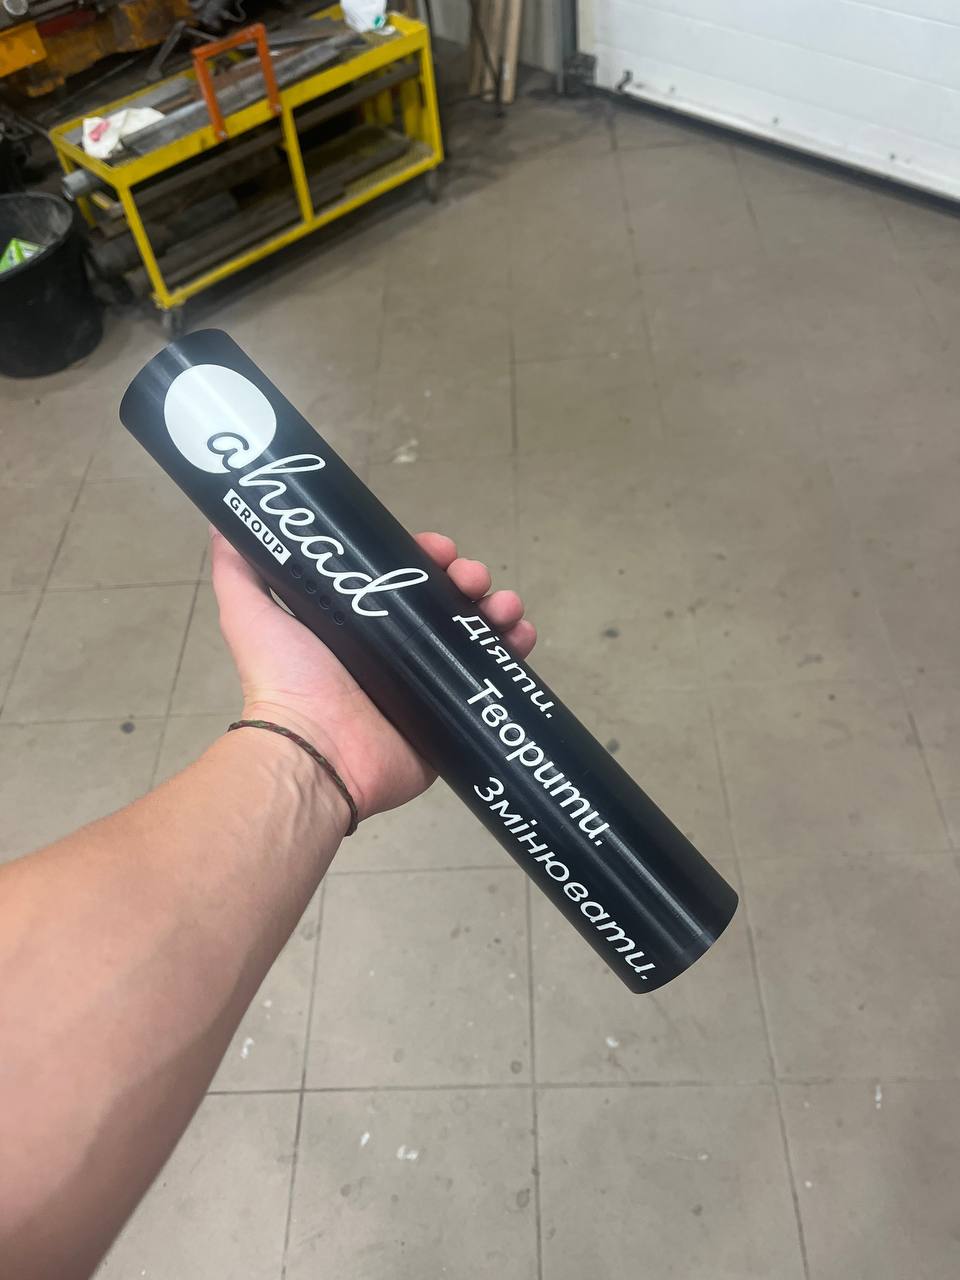 ahead
GROUP
Діяти.
Творити.
Змінювати.